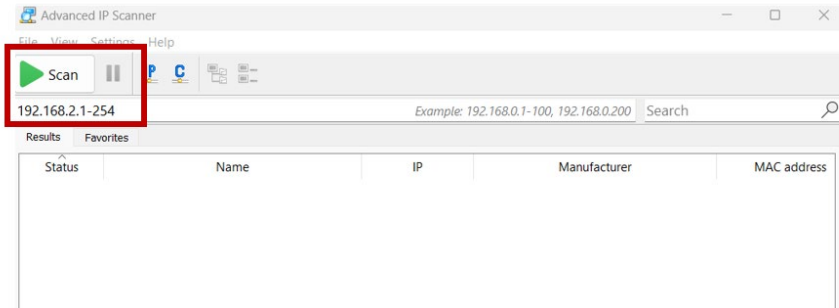 Advanced IP Scanner
File View Settings Help
Scan P C
192.168.2.1-254 Example: 192.168.0.1-100, 192.168.0.200 Search
Results Favorites
Status Name IP Manufacturer MAC address